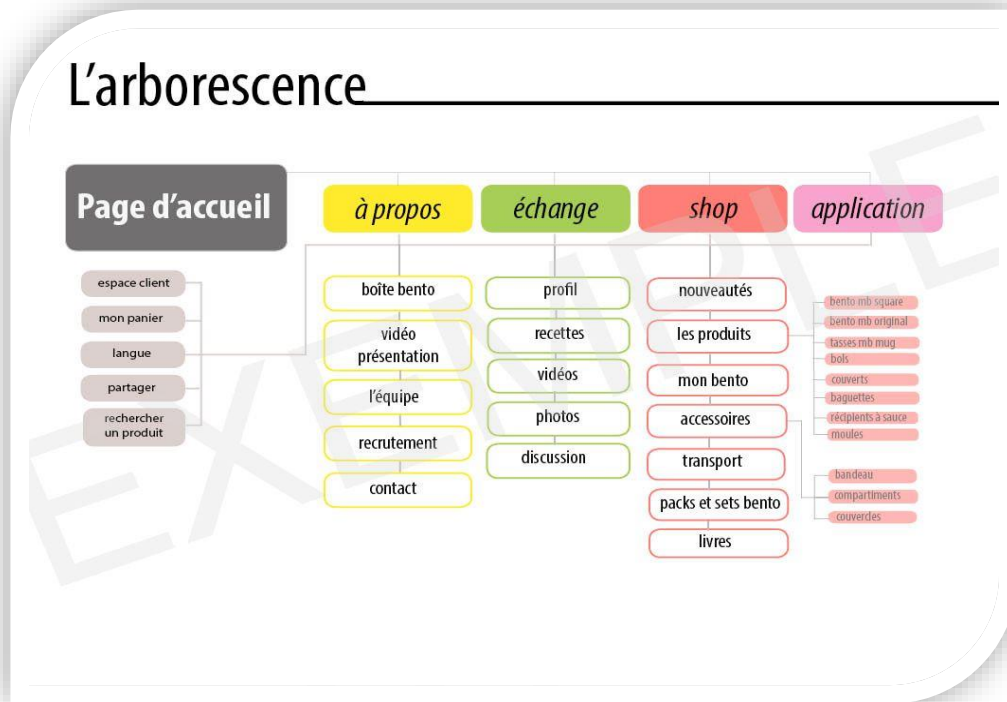 L'arborescence
Page d'accueil
à propos
échange
shop
application
espace client
mon panier
langue
partager
rechercher
un produit
boîte bento
vidéo
présentation
l'équipe
recrutement
contact
profil
recettes
vidéos
photos
discussion
nouveautés
les produits
mon bento
accessoires
transport
packs et sets bento
livres
bento mb square
bento mb original
tasses mb mug
bols
couverts
baguettes
récipients à sauce
moules
bandeau
compartiments
couvercles
EXEMPLE